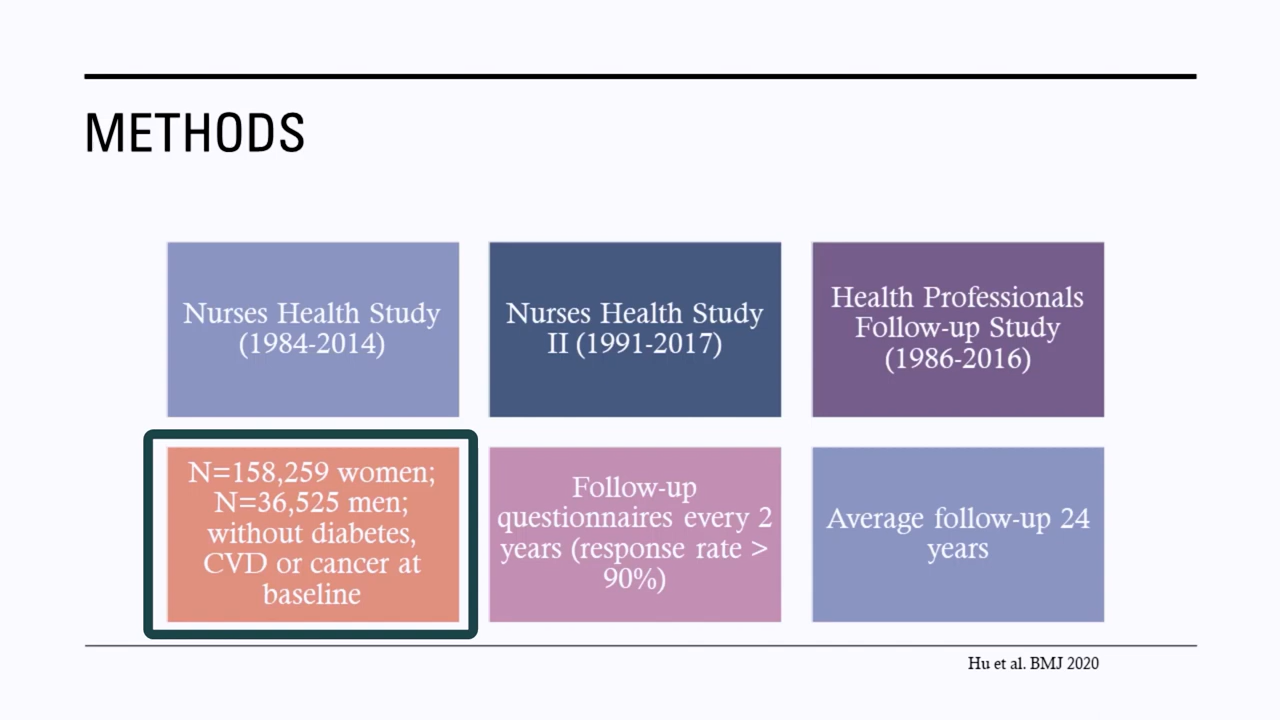 METHODS
Nurses Health Study
(1984-2014)
Nurses Health Study
II (1991-2017)
Health Professionals
Follow-up Study
(1986-2016)
N=158,259 women;
N=36,525 men;
without diabetes,
CVD or cancer at
baseline
Follow-up
questionnaires every 2
years (response rate >
90%)
Average follow-up 24
years
Hu et al. BMJ 2020